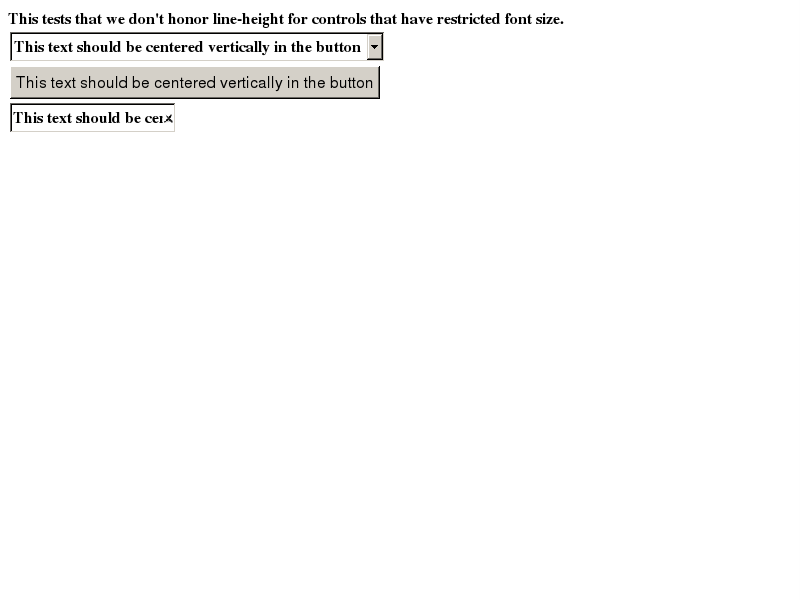 This tests that we don't honor line-height for controls that have restricted font size.
This text should be centered vertically in the button
This text should be centered vertically in the button
This text should be